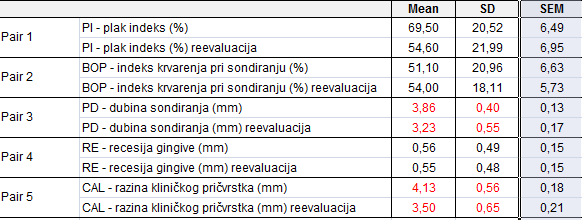 Mean SD SEM
Pair 1 PI - plak indeks (%) 69,50 20,52 6,49
PI - plak indeks (%) reevaluacija 54,60 21,99 6,95
Pair 2 BOP - indeks krvarenja pri sondiranju (%) 51,10 20,96 6,63
BOP - indeks krvarenja pri sondiranju (%) reevaluacija 54,00 18,11 5,73
Pair 3 PD - dubina sondiranja (mm) 3,86 0,40 0,13
PD - dubina sondiranja (mm) reevaluacija 3,23 0,55 0,17
Pair 4 RE - recesija gingive (mm) 0,56 0,49 0,15
RE - recesija gingive (mm) reevaluacija 0,55 0,48 0,15
Pair 5 CAL - razina kliničkog pričvrstka (mm) 4,13 0,56 0,18
CAL - razina kliničkog pričvrstka (mm) reevaluacija 3,50 0,65 0,21